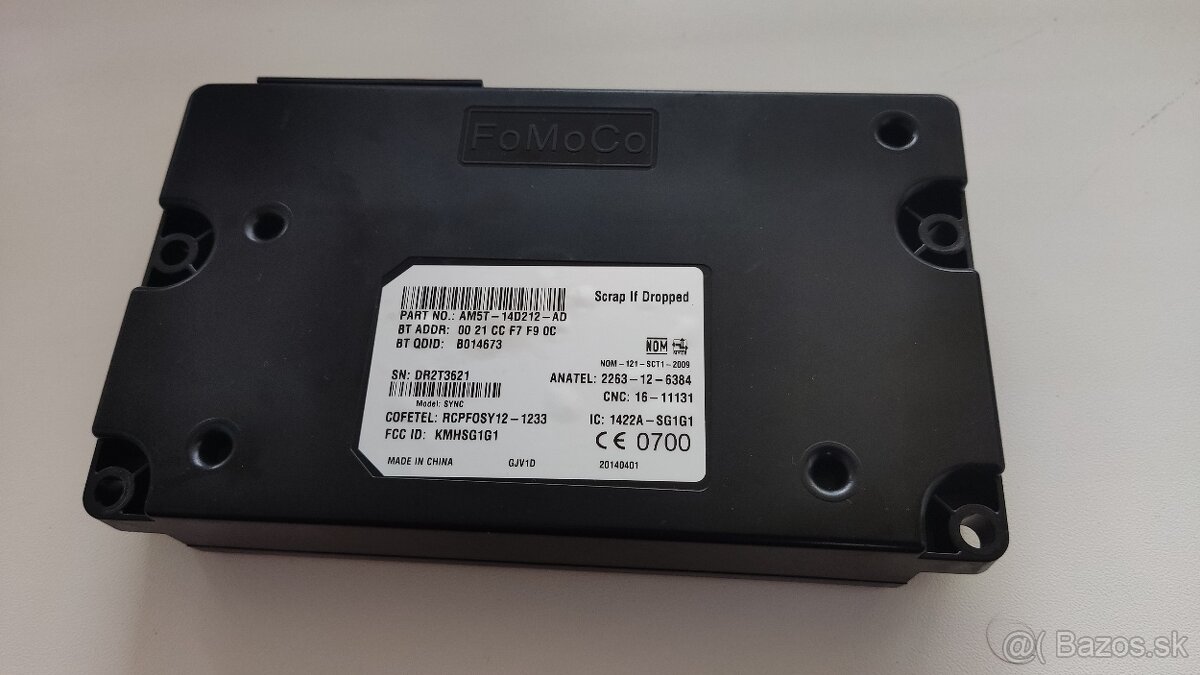 FoMoCo
Scrap If Dropped
PART NO.: AM5T-14D212-AD
BT ADDR: 00 21 CC F7 F9 0C
BT QDID: B014673
NOM
NOM-121-SCT1-2009
SN: DR2T3621
ANATEL: 2263-12-6384
Model: SYNC
CNC: 16-11131
COFETEL: RCPFOSY12-1233
IC: 1422A-SG1G1
FCC ID: KMHSG1G1
CE 0700
MADE IN CHINA
GJV1D
20140401
@( Bazos.sk